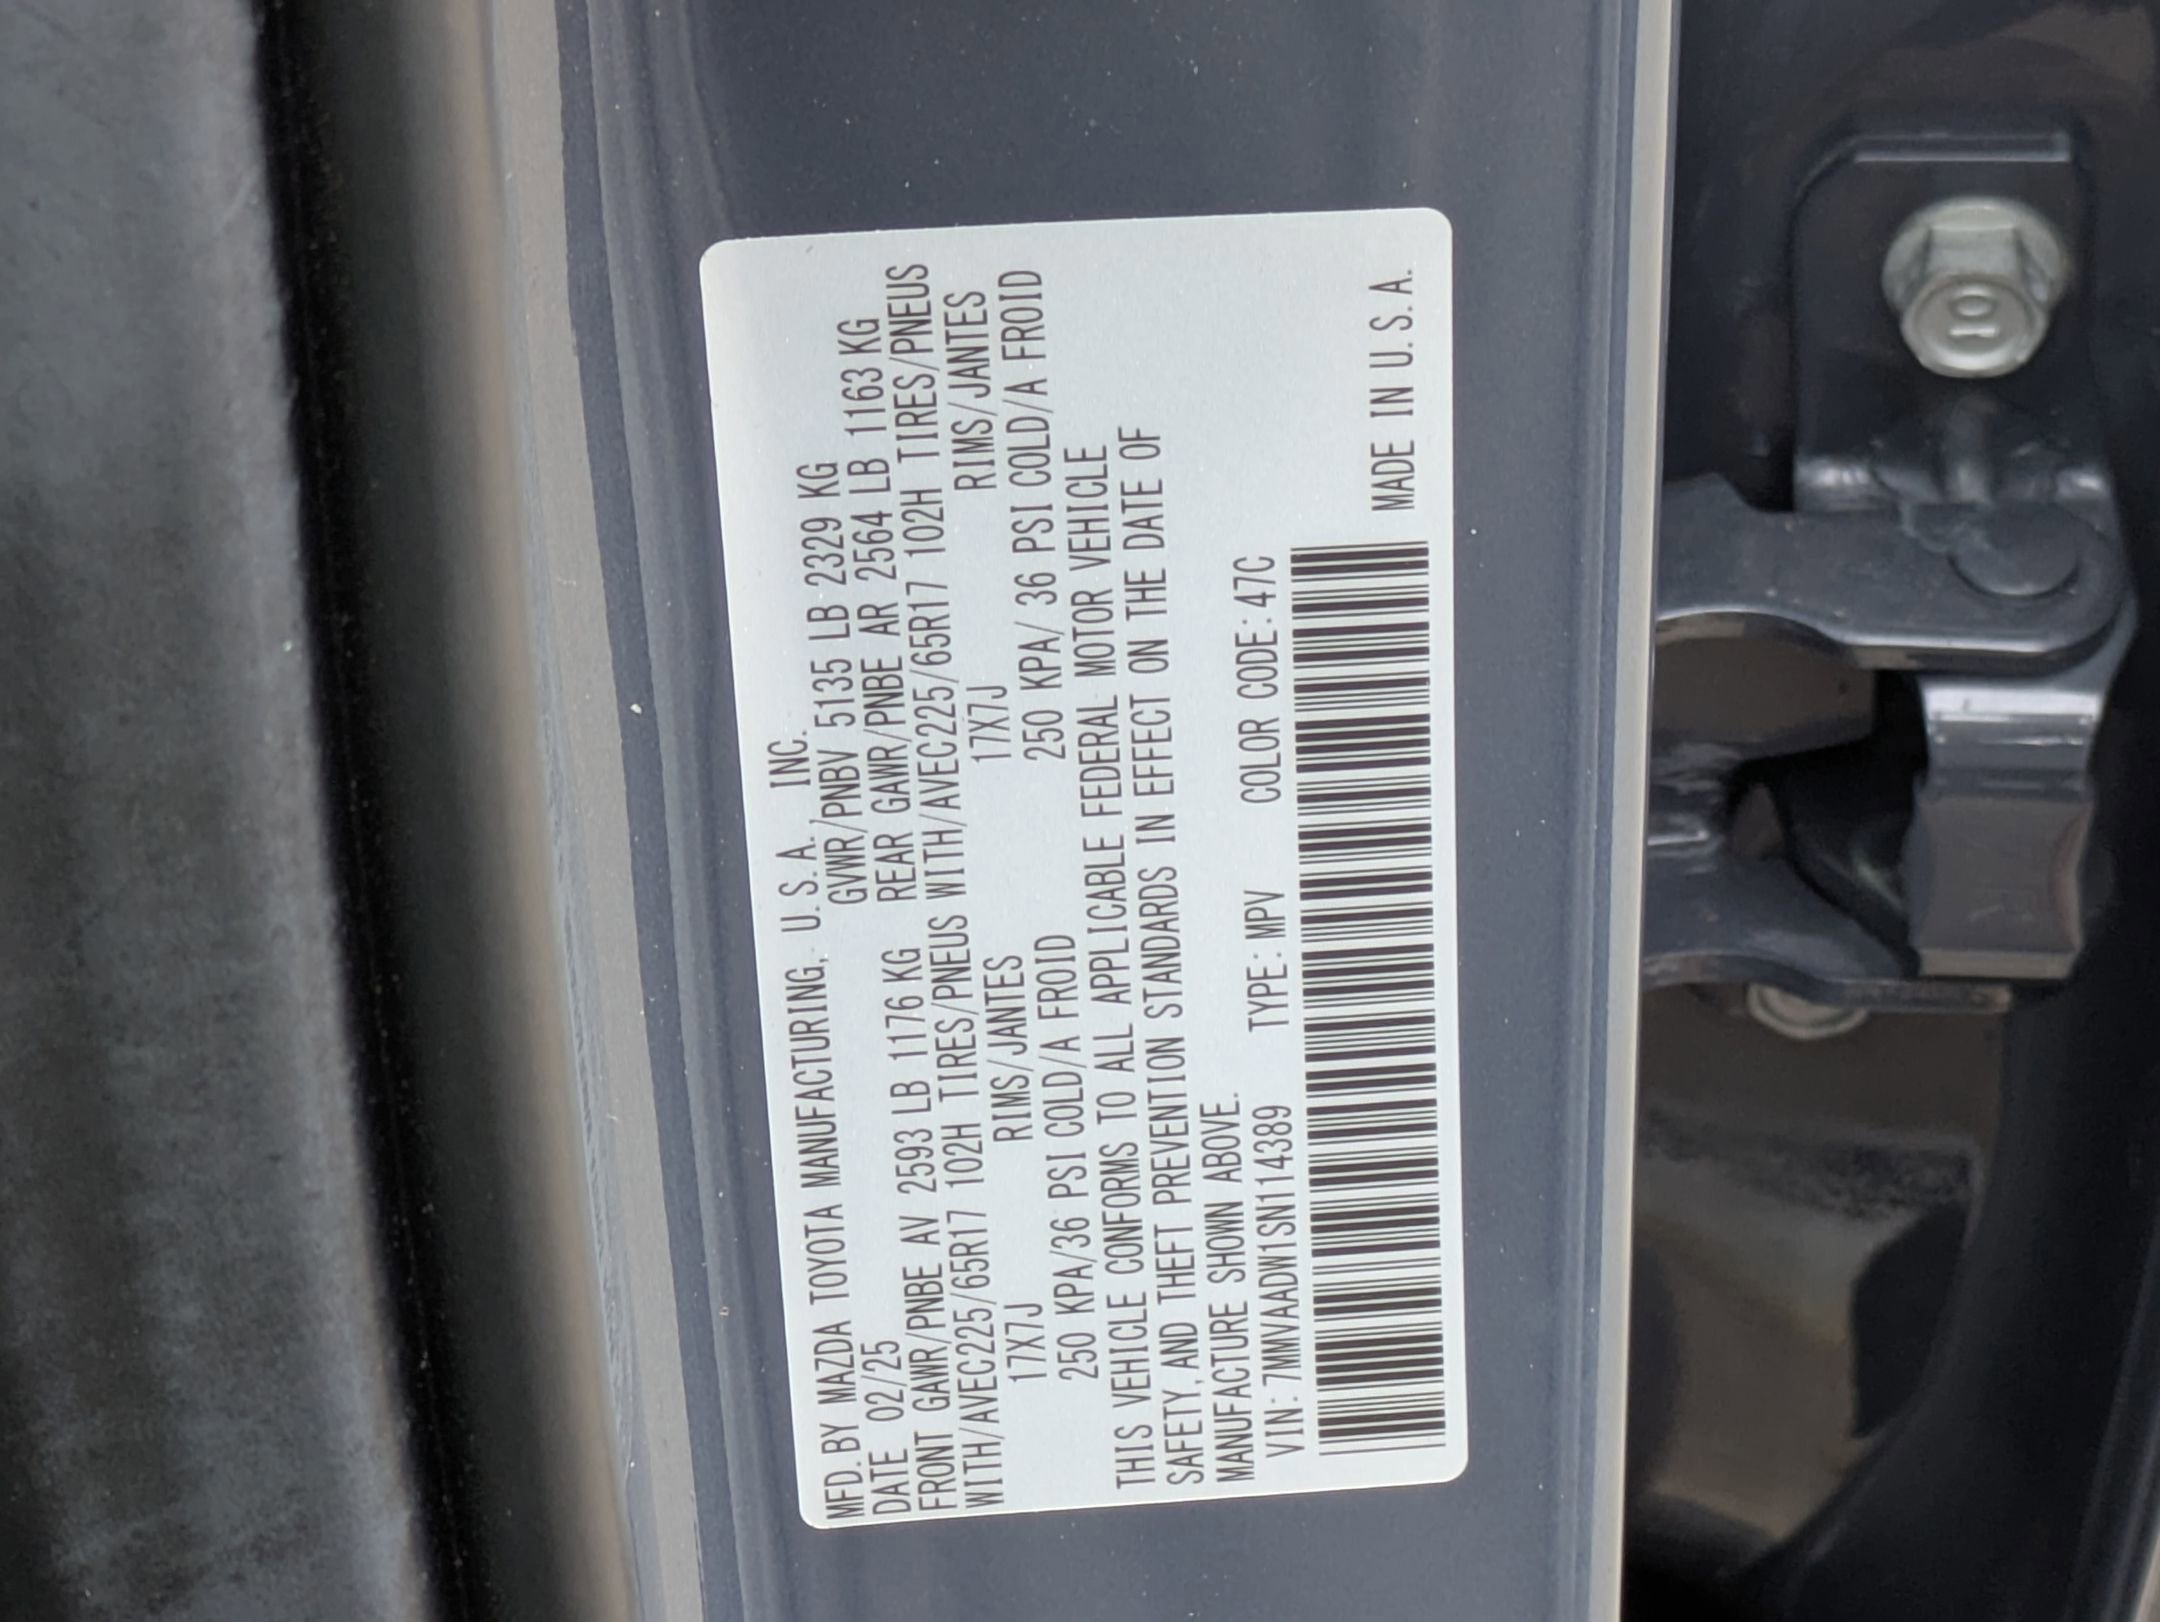 MFD. BY MAZDA TOYOTA MANUFACTURING, U. S. A., INC.
DATE 02/25 GVWR/PNBV 5135 LB 2329 KG
FRONT GAWR/PNBE AV 2593 LB 1176 KG REAR GAWR/PNBE AR 2564 LB 1163 KG
WITH/AVEC225/65R17 102H TIRES/PNEUS WITH/AVEC225/65R17 102H TIRES/PNEUS
17X7J RIMS/JANTES 17X7J RIMS/JANTES
250 KPA/36 PSI COLD/A FROID 250 KPA/ 36 PSI COLD/A FROID
THIS VEHICLE CONFORMS TO ALL APPLICABLE FEDERAL MOTOR VEHICLE
SAFETY, AND THEFT PREVENTION STANDARDS IN EFFECT ON THE DATE OF
MANUFACTURE SHOWN ABOVE.
VIN: 7MMVAADW1SN114389 TYPE: MPV COLOR CODE: 47C
MADE IN U. S. A.
10